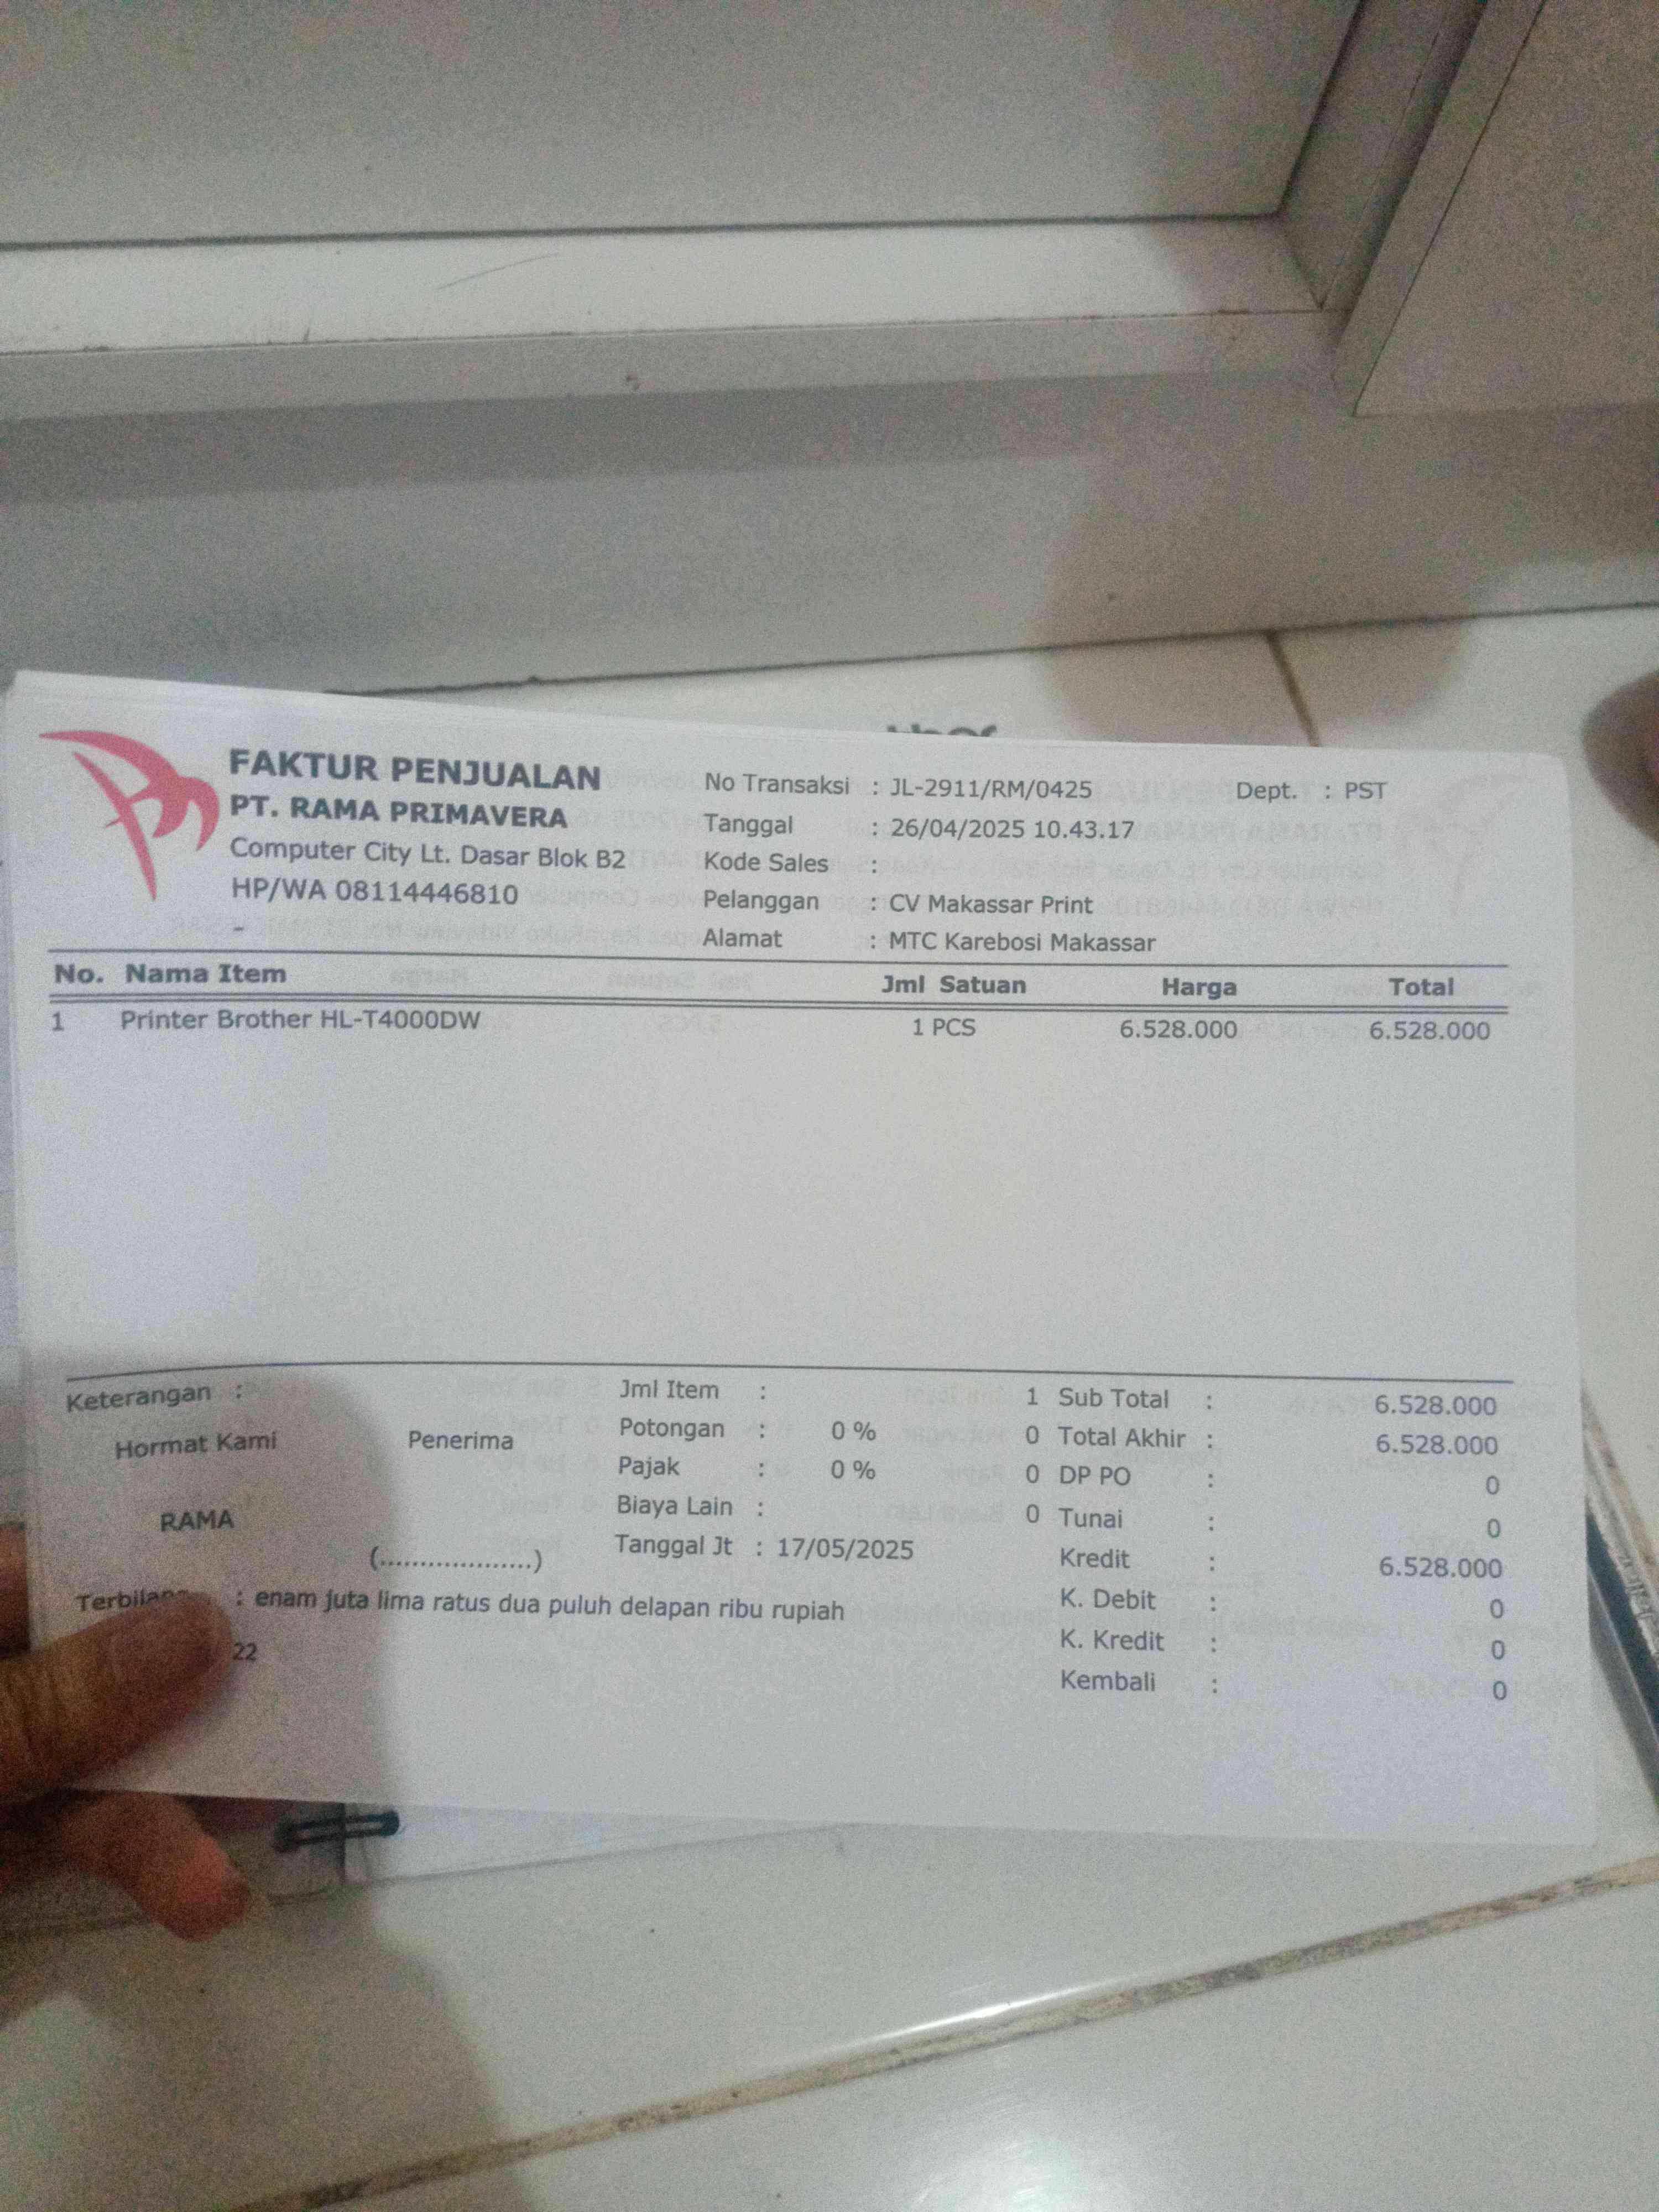 FAKTUR PENJUALAN
PT. RAMA PRIMAVERA
Computer City Lt. Dasar Blok B2
HP/WA 08114446810
-
No Transaksi : JL-2911/RM/0425 Dept. : PST
Tanggal : 26/04/2025 10.43.17
Kode Sales :
Pelanggan : CV Makassar Print
Alamat : MTC Karebosi Makassar
No. Nama Item Jml Satuan Harga Total
1 Printer Brother HL-T4000DW 1 PCS 6.528.000 6.528.000
Keterangan :
Hormat Kami Penerima
RAMA
(...................)
Jml Item : 1
Potongan : 0 % 0
Pajak : 0 % 0
Biaya Lain : 0
Tanggal Jt : 17/05/2025
Sub Total : 6.528.000
Total Akhir : 6.528.000
DP PO : 0
Tunai : 0
Kredit : 6.528.000
K. Debit : 0
K. Kredit : 0
Kembali : 0
: enam juta lima ratus dua puluh delapan ribu rupiah
22